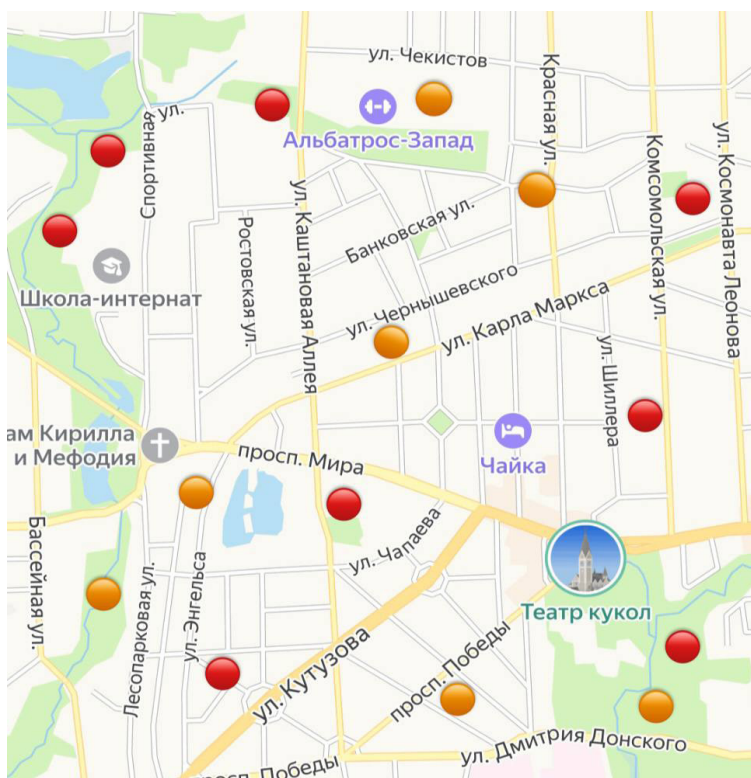 ул. Чекистов
Альбатрос-Запад
Спортивная ул.
Красная ул.
ул. Космонавта Леонова
Комсомольская ул.
ул. Каштановая Аллея
Банковская ул.
Ростовская ул.
ул. Чернышевского
Школа-интернат
ул. Карла Маркса
ул. Шиллера
ам Кирилла
и Мефодия
просп. Мира
Чайка
ул. Чапаева
Бассейная ул.
Лесопарковая ул.
ул. Энгельса
Театр кукол
ул. Кутузова
просп. Победы
ул. Дмитрия Донского
росп. Победы